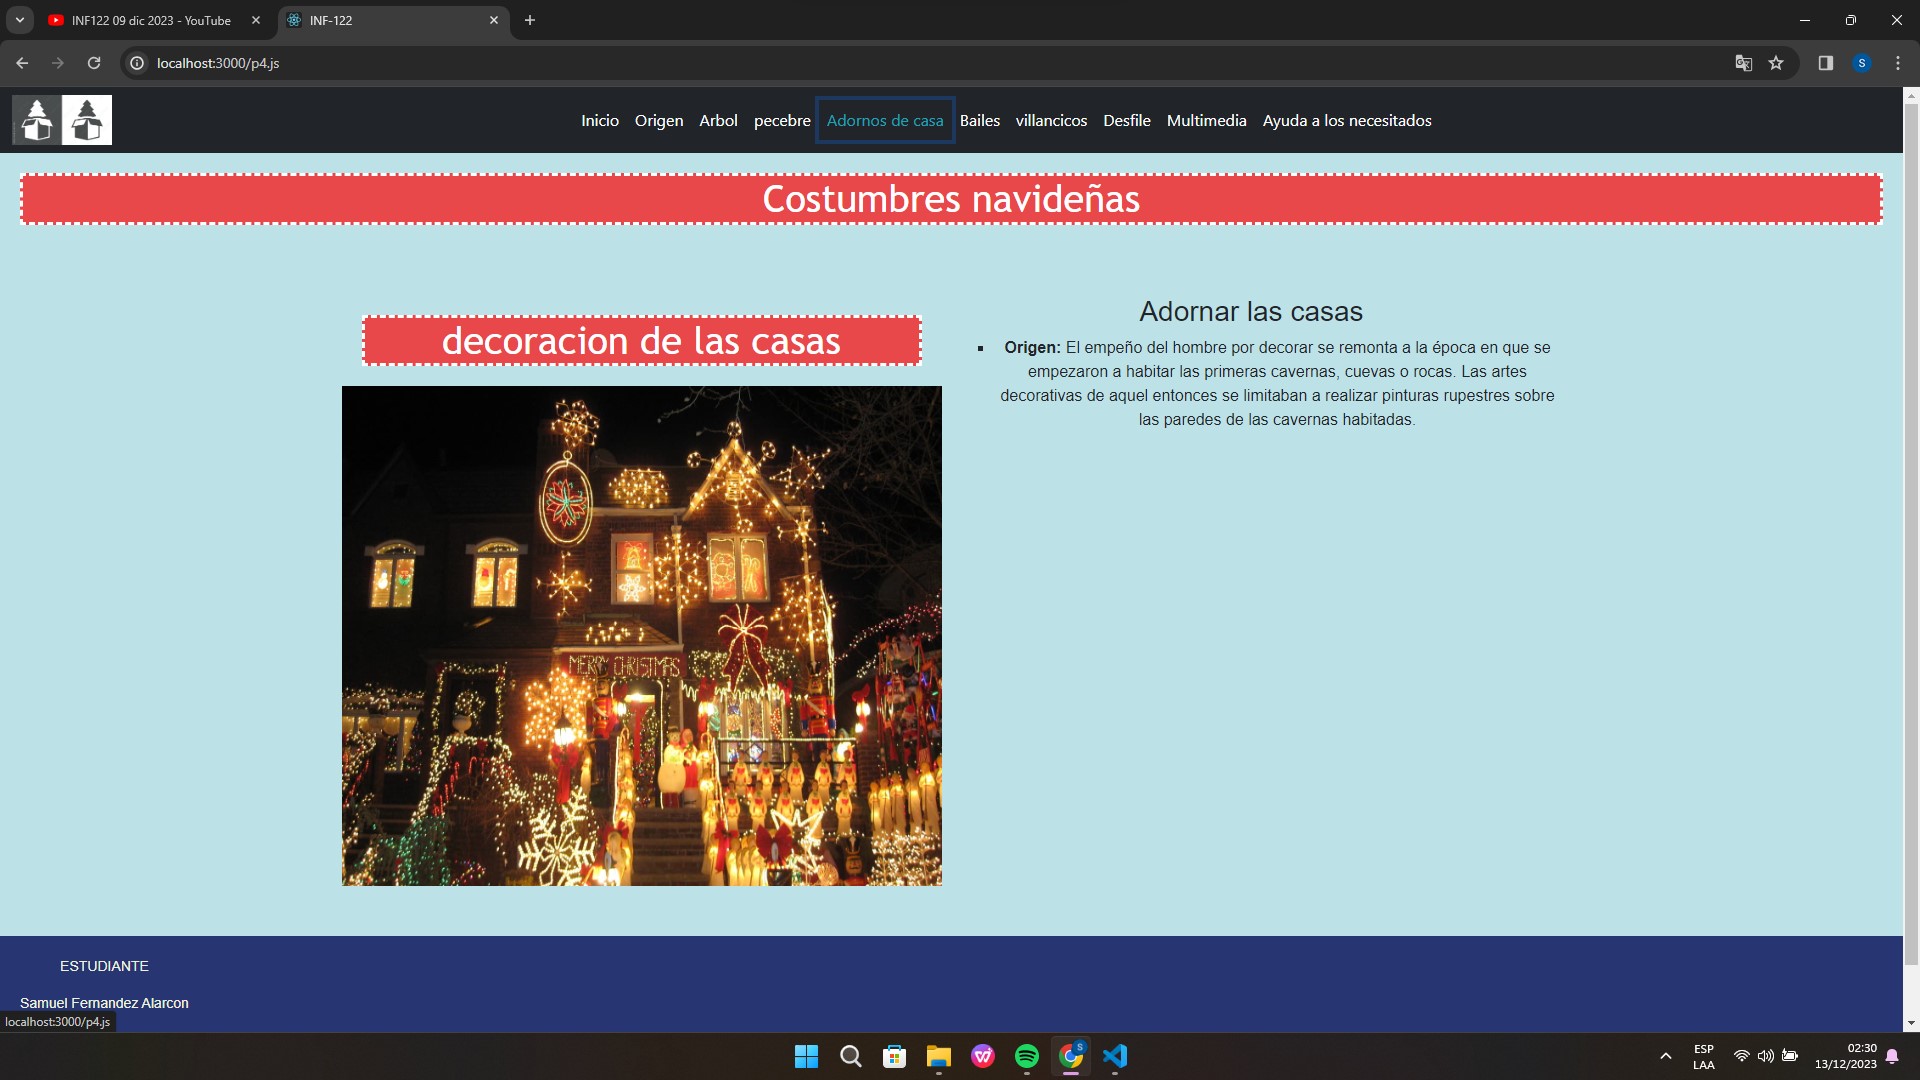 INF122 09 dic 2023 - YouTube
INF-122
localhost:3000/p4.js
S
Inicio Origen Arbol pecebre Adornos de casa Bailes villancicos Desfile Multimedia Ayuda a los necesitados
Costumbres navideñas
decoracion de las casas
MERRY CHRISTMAS
Adornar las casas
Origen: El empeño del hombre por decorar se remonta a la época en que se
empezaron a habitar las primeras cavernas, cuevas o rocas. Las artes
decorativas de aquel entonces se limitaban a realizar pinturas rupestres sobre
las paredes de las cavernas habitadas.
ESTUDIANTE
Samuel Fernandez Alarcon
localhost:3000/p4.js
S
ESP
LAA
02:30
13/12/2023